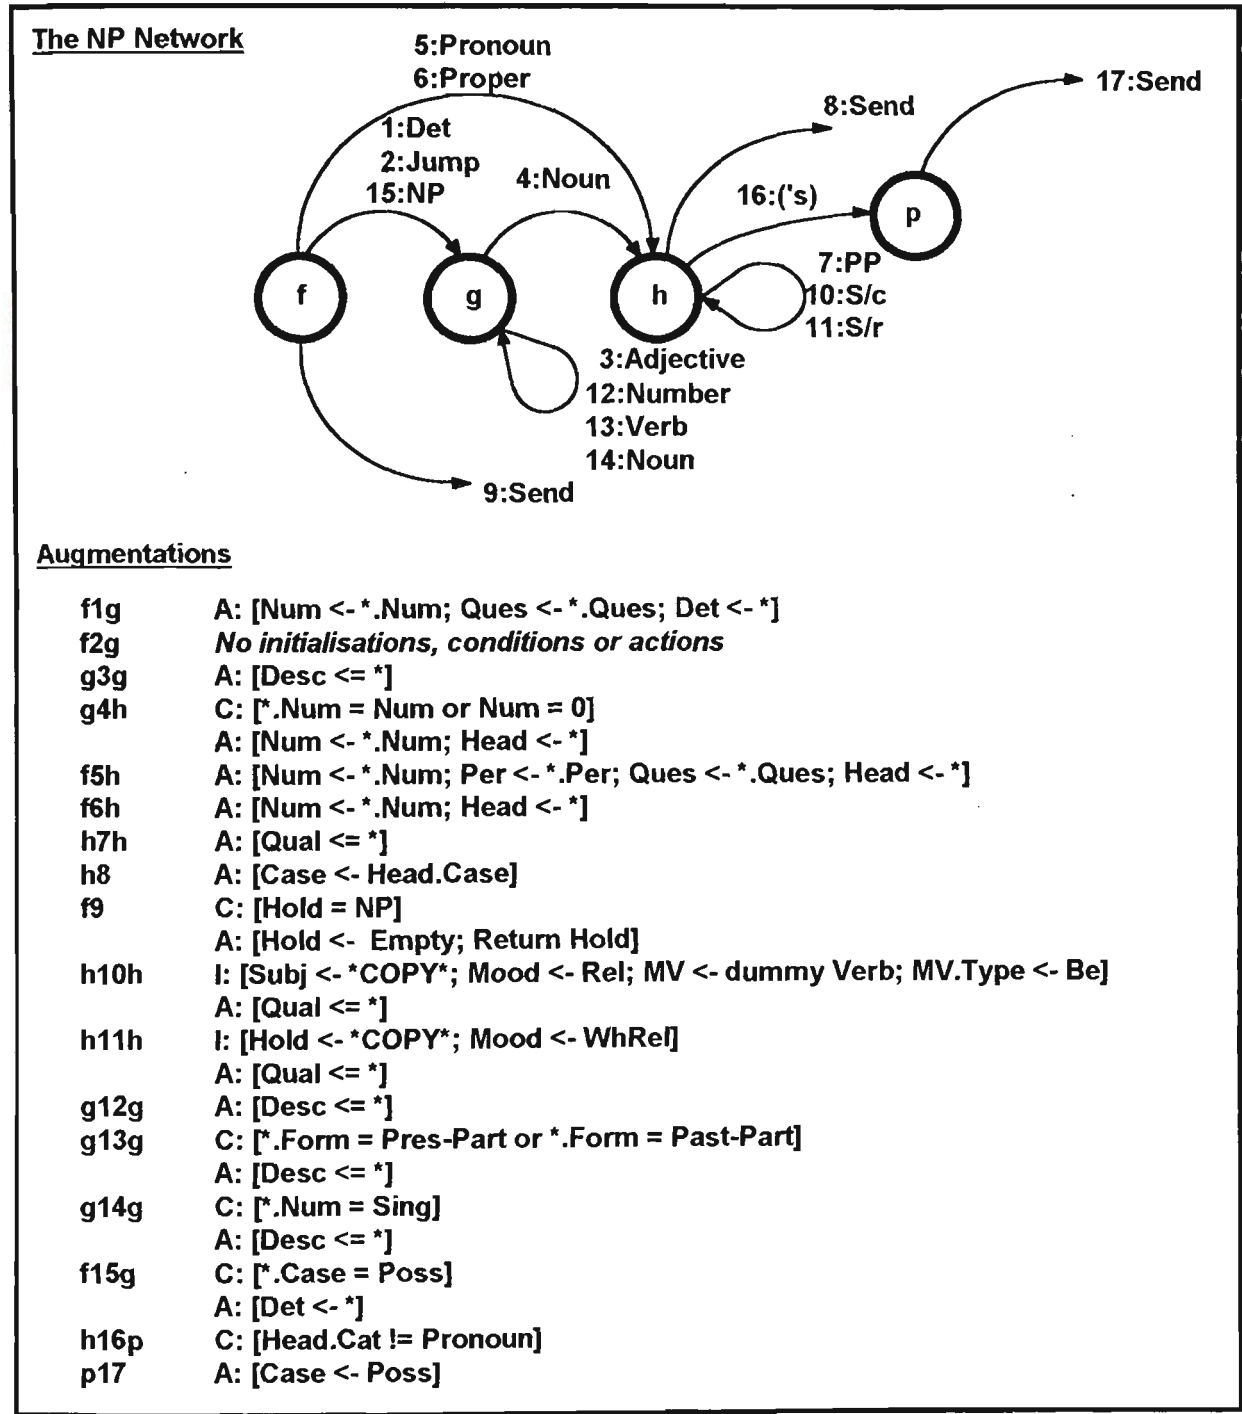 The NP Network
5:Pronoun
6:Proper
17:Send
8:Send
1:Det
2:Jump
15:NP
4:Noun
16:('s)
f
g
h
p
7:PP
10:S/c
11:S/r
3:Adjective
12:Number
13:Verb
14:Noun
9:Send
Augmentations
f1g A: [Num <- *.Num; Ques <- *.Ques; Det <- *]
f2g No initialisations, conditions or actions
g3g A: [Desc <= *]
g4h C: [*.Num = Num or Num = 0]
A: [Num <- *.Num; Head <- *]
f5h A: [Num <- *.Num; Per <- *.Per; Ques <- *.Ques; Head <- *]
f6h A: [Num <- *.Num; Head <- *]
h7h A: [Qual <= *]
h8 A: [Case <- Head.Case]
f9 C: [Hold = NP]
A: [Hold <- Empty; Return Hold]
h10h I: [Subj <- *COPY*; Mood <- Rel; MV <- dummy Verb; MV.Type <- Be]
A: [Qual <= *]
h11h I: [Hold <- *COPY*; Mood <- WhRel]
A: [Qual <= *]
g12g A: [Desc <= *]
g13g C: [*.Form = Pres-Part or *.Form = Past-Part]
A: [Desc <= *]
g14g C: [*.Num = Sing]
A: [Desc <= *]
f15g C: [*.Case = Poss]
A: [Det <- *]
h16p C: [Head.Cat != Pronoun]
p17 A: [Case <- Poss]